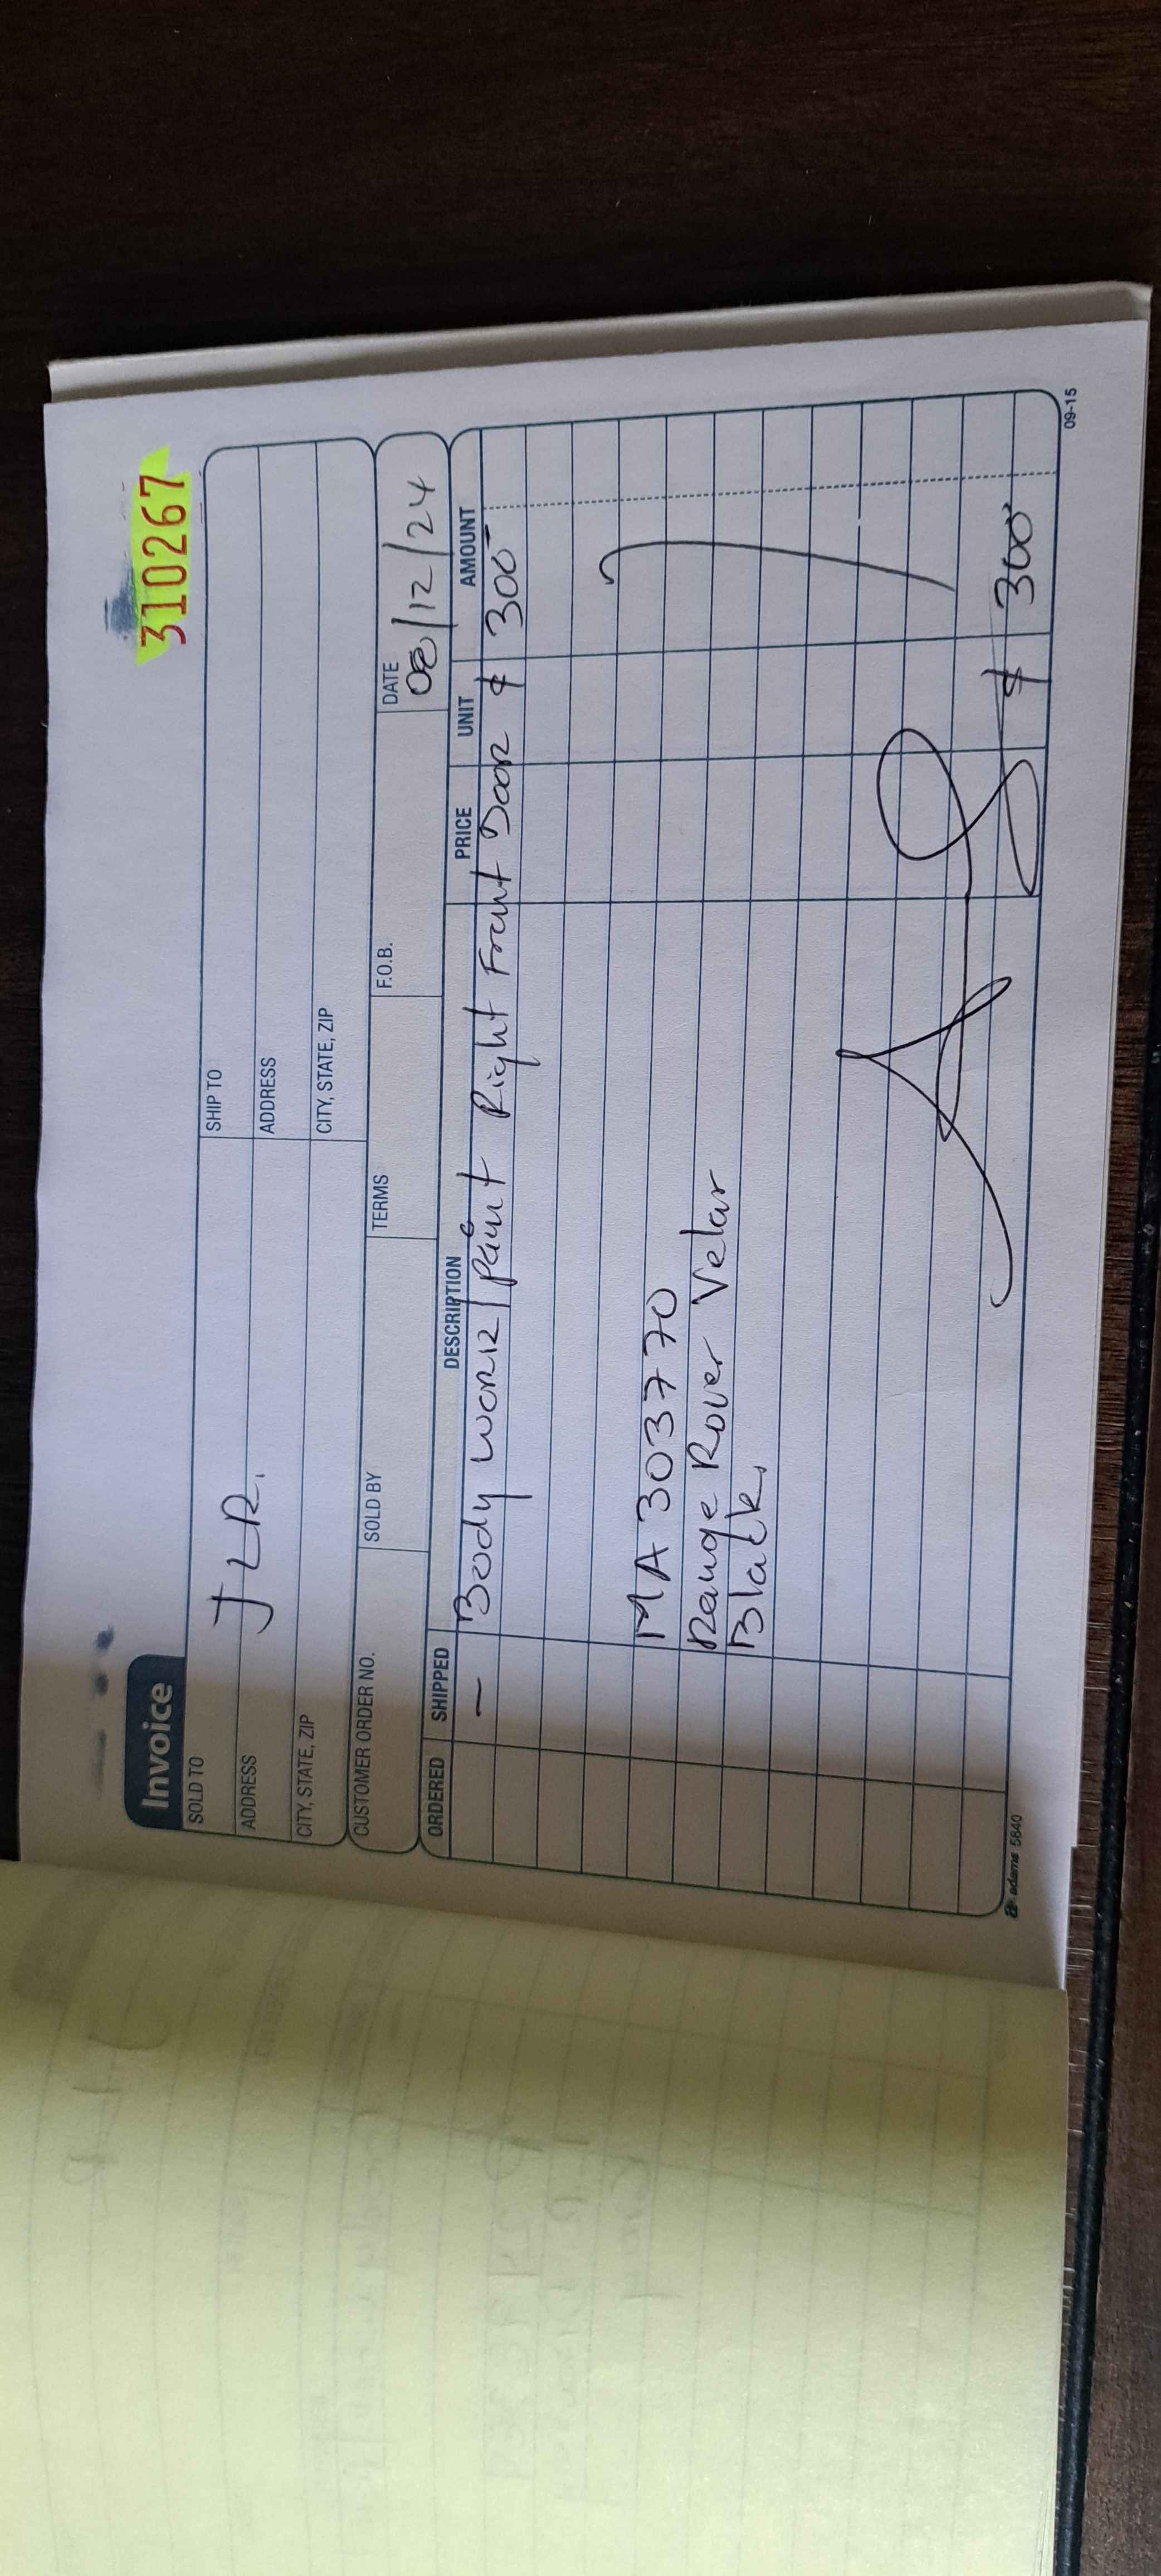 310267
Invoice
SOLD TO
SHIP TO
JLR.
ADDRESS
ADDRESS
CITY, STATE, ZIP
CITY, STATE, ZIP
CUSTOMER ORDER NO.
SOLD BY
TERMS
F.O.B.
DATE
08/12/24
ORDERED SHIPPED DESCRIPTION PRICE UNIT AMOUNT
— Body work/paint Right Front Door $ 300
MA303770
Range Rover Velar
Black.
$ 300
adams 5840
09-15